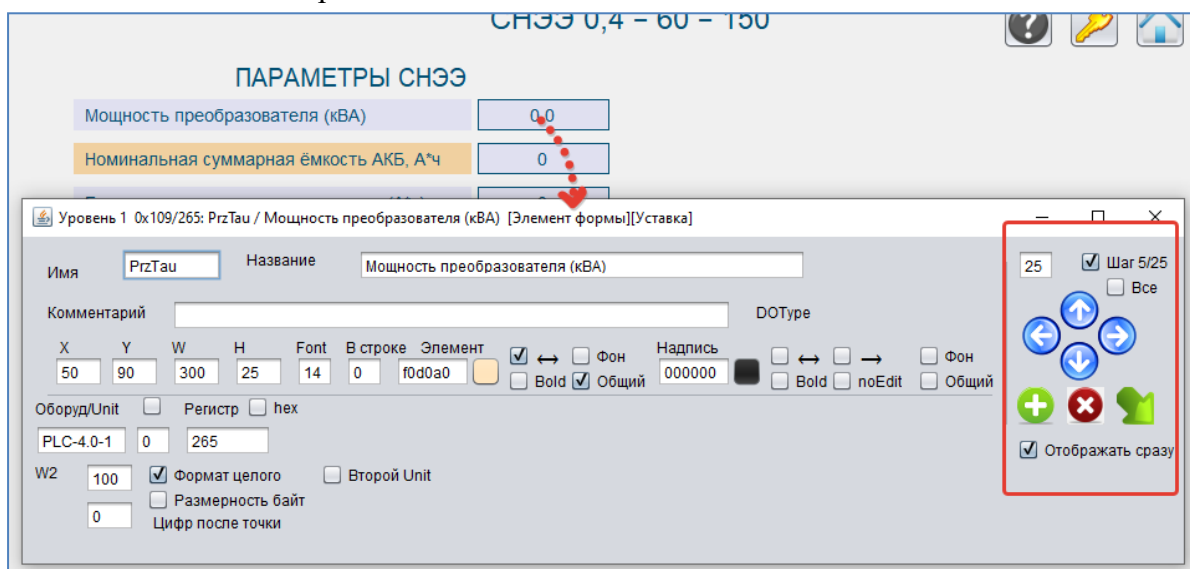 СНЭЭ 0,4 – 60 – 150
ПАРАМЕТРЫ СНЭЭ
Мощность преобразователя (кВА) 0,0
Номинальная суммарная ёмкость АКБ, А*ч 0
Уровень 1 0x109/265: PrzTau / Мощность преобразователя (кВА) [Элемент формы][Уставка]
Имя PrzTau Название Мощность преобразователя (кВА) 25 Шаг 5/25
Все
Комментарий DOType
X Y W H Font В строке Элемент Фон Надпись Фон
50 90 300 25 14 0 f0d0a0 Bold Общий 000000 Bold noEdit Общий
Оборуд/Unit Регистр hex
PLC-4.0-1 0 265
Отображать сразу
W2 100 Формат целого Второй Unit
Размерность байт
0 Цифр после точки